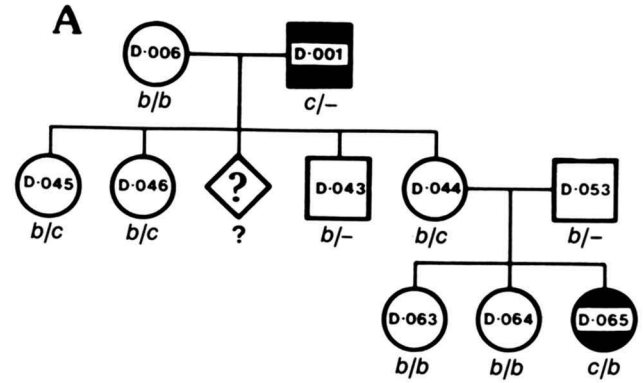 A
D·006
D·001
b/b
c/–
D·045
D·046
?
D·043
D·044
D·053
b/c
b/c
?
b/–
b/c
b/–
D·063
D·064
D·065
b/b
b/b
c/b